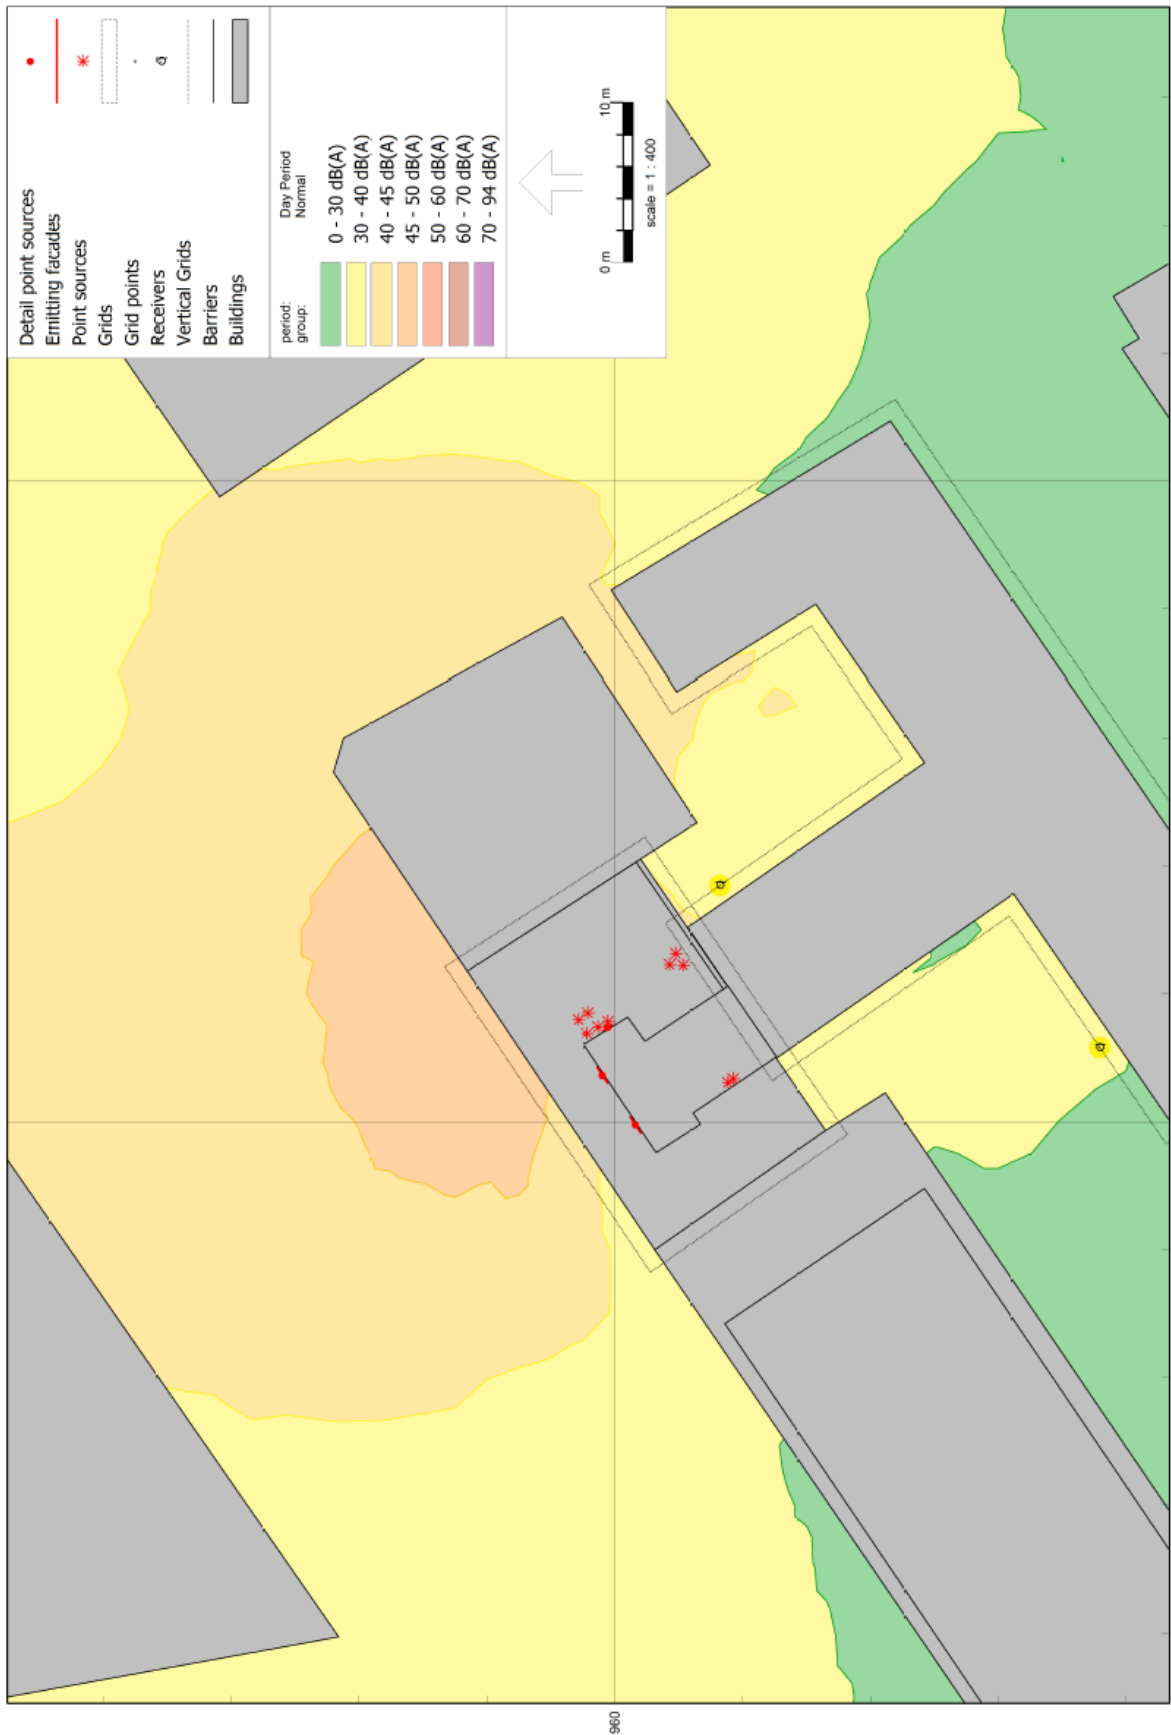 Detail point sources
Emitting facades
Point sources
Grids
Grid points
Receivers
Vertical Grids
Barriers
Buildings
period: Day Period
group: Normal
0 - 30 dB(A)
30 - 40 dB(A)
40 - 45 dB(A)
45 - 50 dB(A)
50 - 60 dB(A)
60 - 70 dB(A)
70 - 94 dB(A)
0 m 10 m
scale = 1 : 400
960